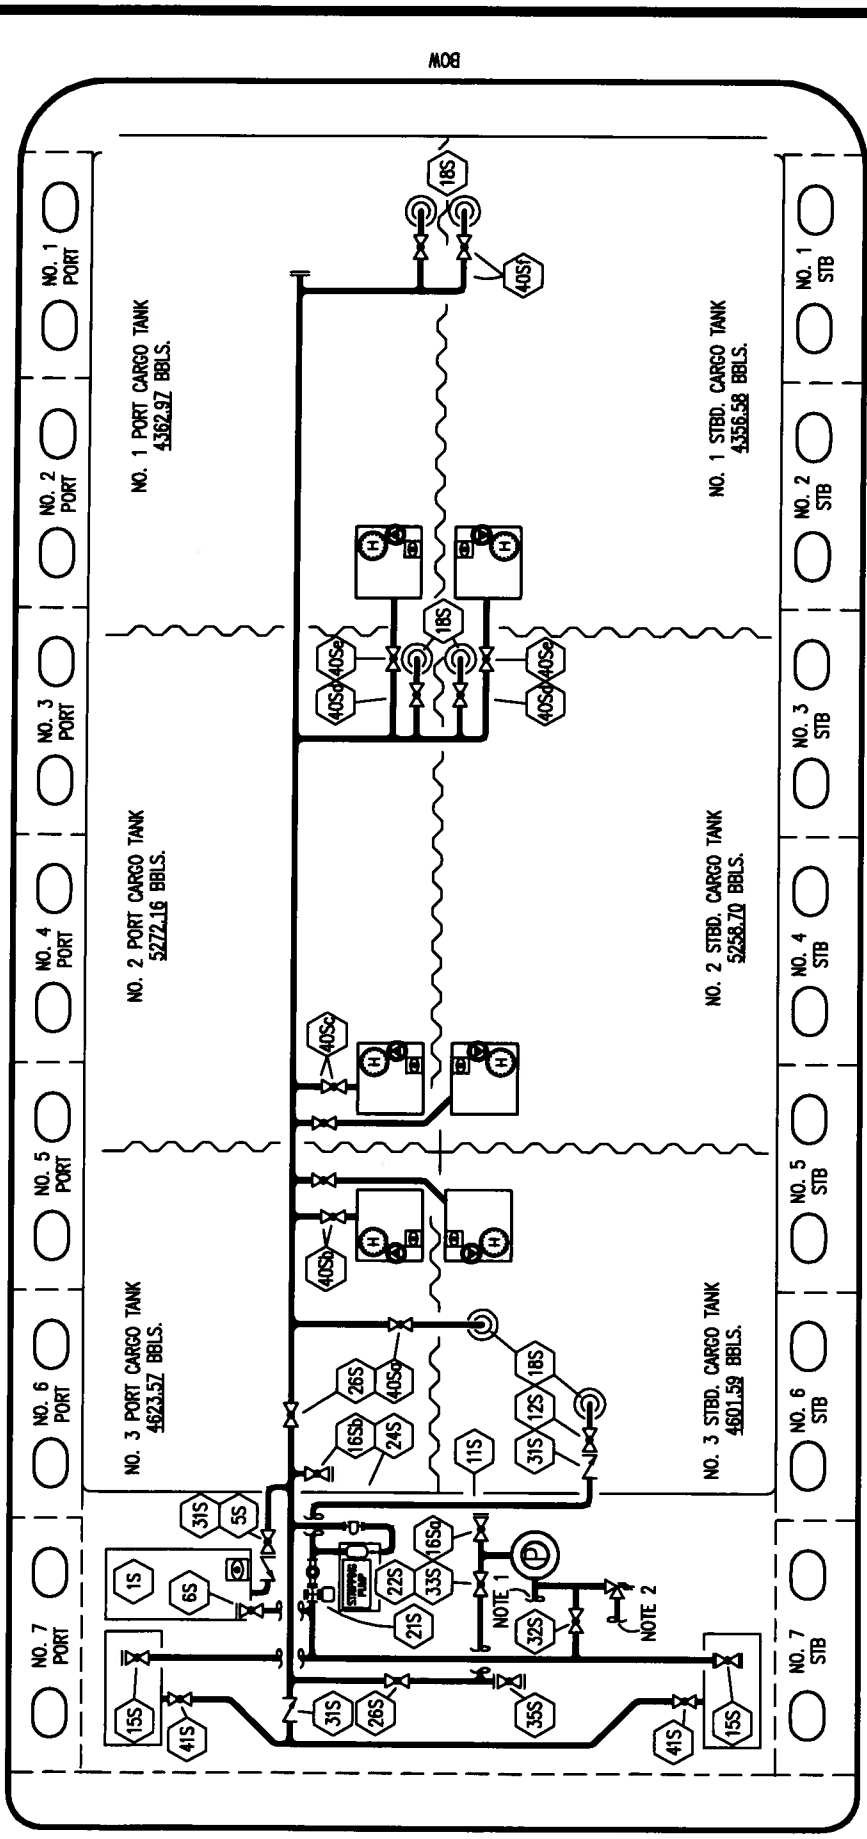 BOW
NO. 1
PORT
NO. 2
PORT
NO. 3
PORT
NO. 4
PORT
NO. 5
PORT
NO. 6
PORT
NO. 7
PORT
NO. 1 PORT CARGO TANK
4362.97 BBLS.
NO. 2 PORT CARGO TANK
5272.16 BBLS.
NO. 3 PORT CARGO TANK
4623.57 BBLS.
18S
40Sf
H
H
18S
40Se
40Sd
40Se
40Sd
40Sc
H
H
40Sb
H
H
26S
40Sa
18S
12S
31S
16Sb
24S
11S
31S
5S
1S
6S
STRIPPING
PUMP
21S
22S
33S
16Sa
P
NOTE 1
32S
NOTE 2
15S
41S
31S
26S
35S
41S
15S
NO. 1 STBD. CARGO TANK
4356.58 BBLS.
NO. 2 STBD. CARGO TANK
5258.70 BBLS.
NO. 3 STBD. CARGO TANK
4601.59 BBLS.
NO. 1
STB
NO. 2
STB
NO. 3
STB
NO. 4
STB
NO. 5
STB
NO. 6
STB
NO. 7
STB